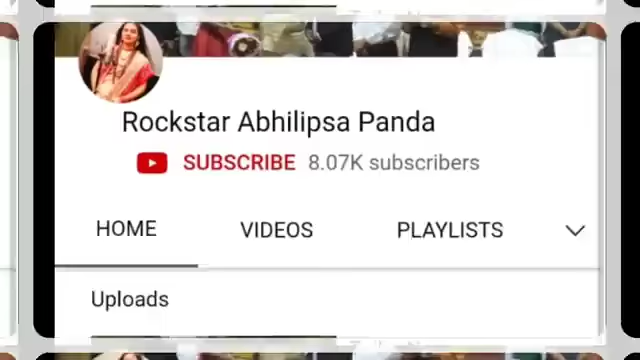 Rockstar Abhilipsa Panda
SUBSCRIBE 8.07K subscribers
HOME VIDEOS PLAYLISTS
Uploads